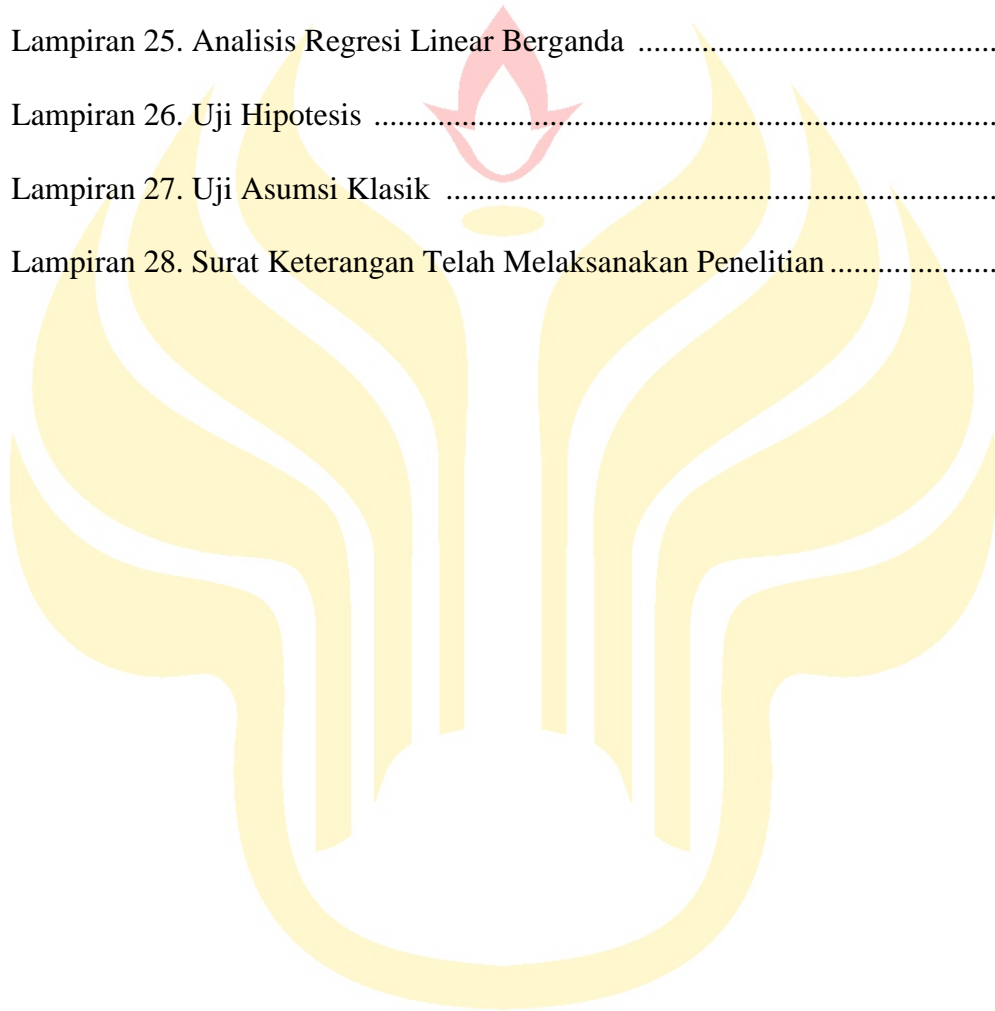 Lampiran 25. Analisis Regresi Linear Berganda .............................................
Lampiran 26. Uji Hipotesis ..............................................................................
Lampiran 27. Uji Asumsi Klasik .....................................................................
Lampiran 28. Surat Keterangan Telah Melaksanakan Penelitian .....................